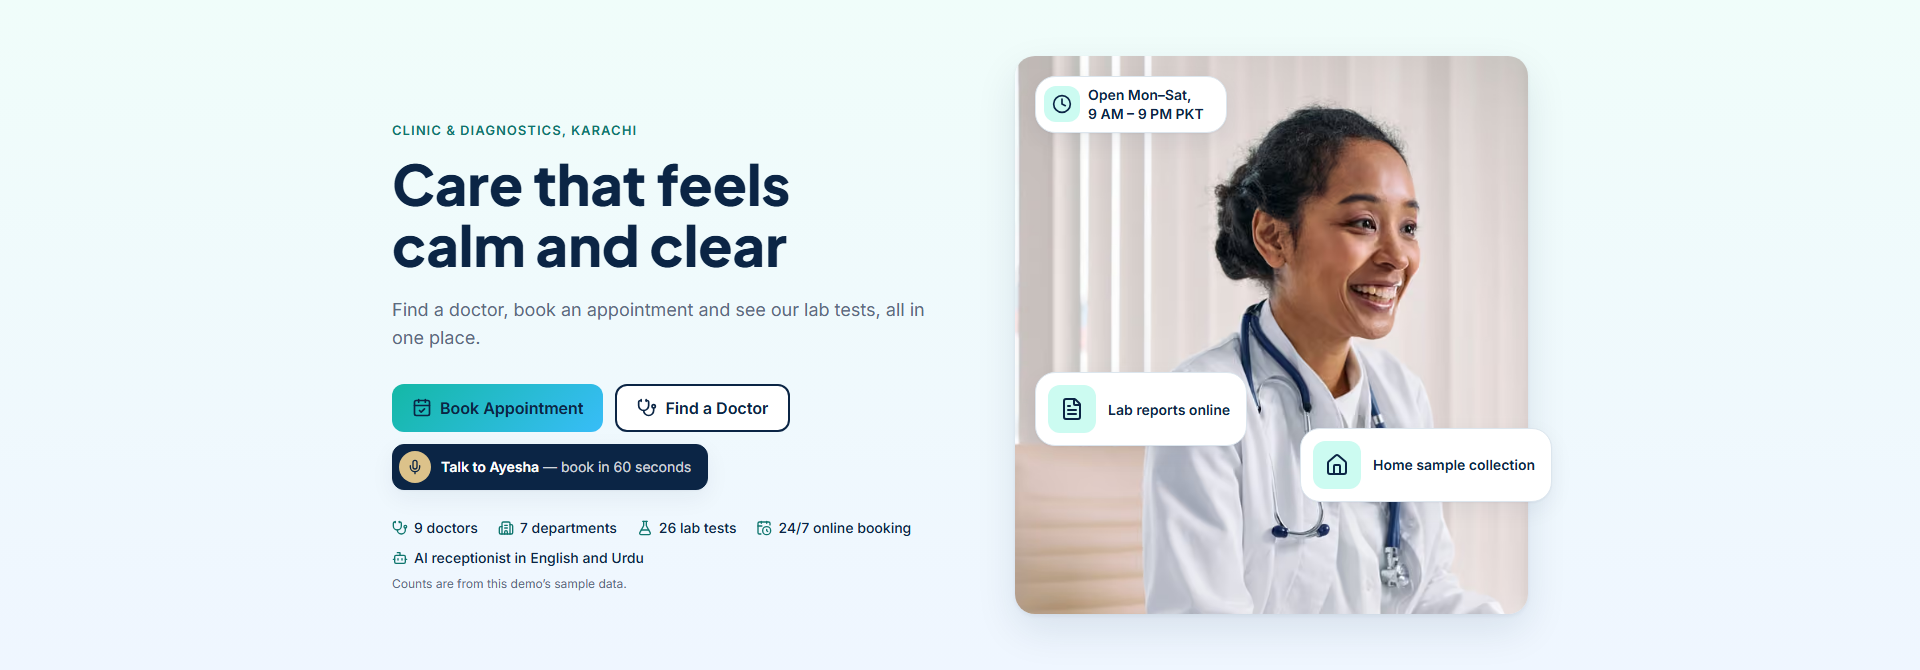 CLINIC & DIAGNOSTICS, KARACHI
Care that feels
calm and clear
Find a doctor, book an appointment and see our lab tests, all in
one place.
Book Appointment
Find a Doctor
Talk to Ayesha — book in 60 seconds
9 doctors
7 departments
26 lab tests
24/7 online booking
AI receptionist in English and Urdu
Counts are from this demo’s sample data.
Open Mon–Sat,
9 AM – 9 PM PKT
Lab reports online
Home sample collection